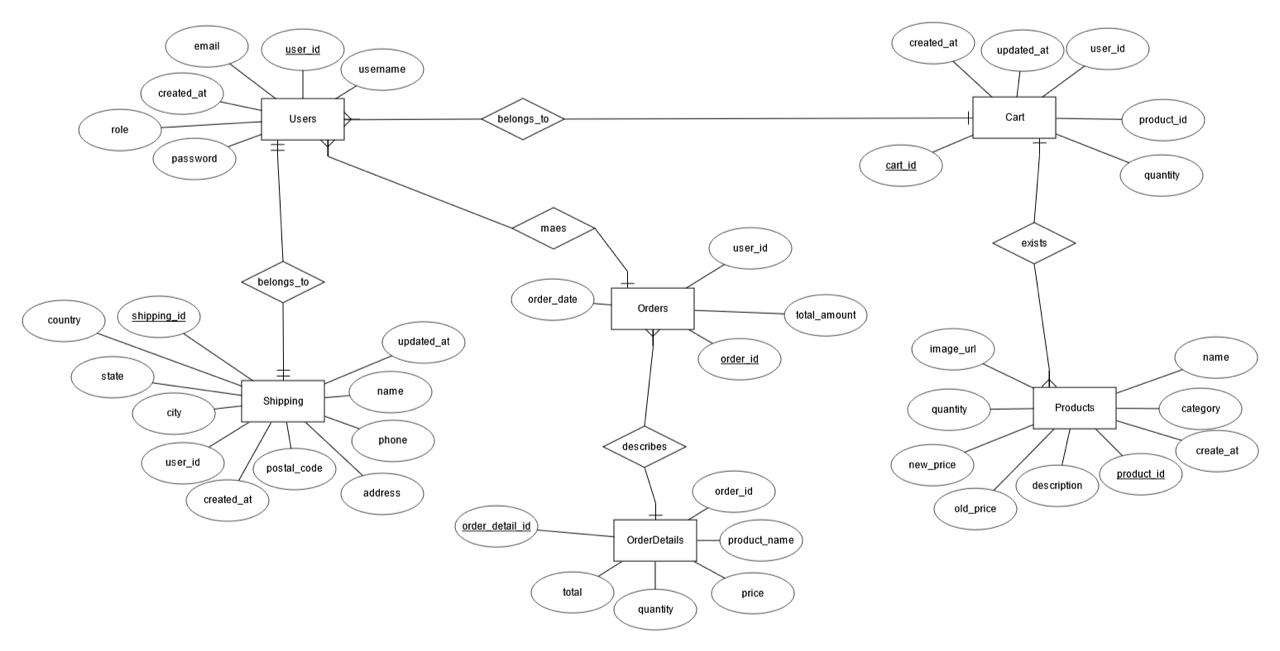 created_at
updated_at
user_id
email
user_id
username
created_at
role
password
Users
belongs_to
Cart
product_id
cart_id
quantity
maes
exists
user_id
order_date
Orders
total_amount
order_id
belongs_to
country
shipping_id
updated_at
state
name
Shipping
city
phone
user_id
postal_code
created_at
address
image_url
name
quantity
Products
category
new_price
create_at
old_price
description
product_id
describes
order_id
order_detail_id
OrderDetails
product_name
total
quantity
price